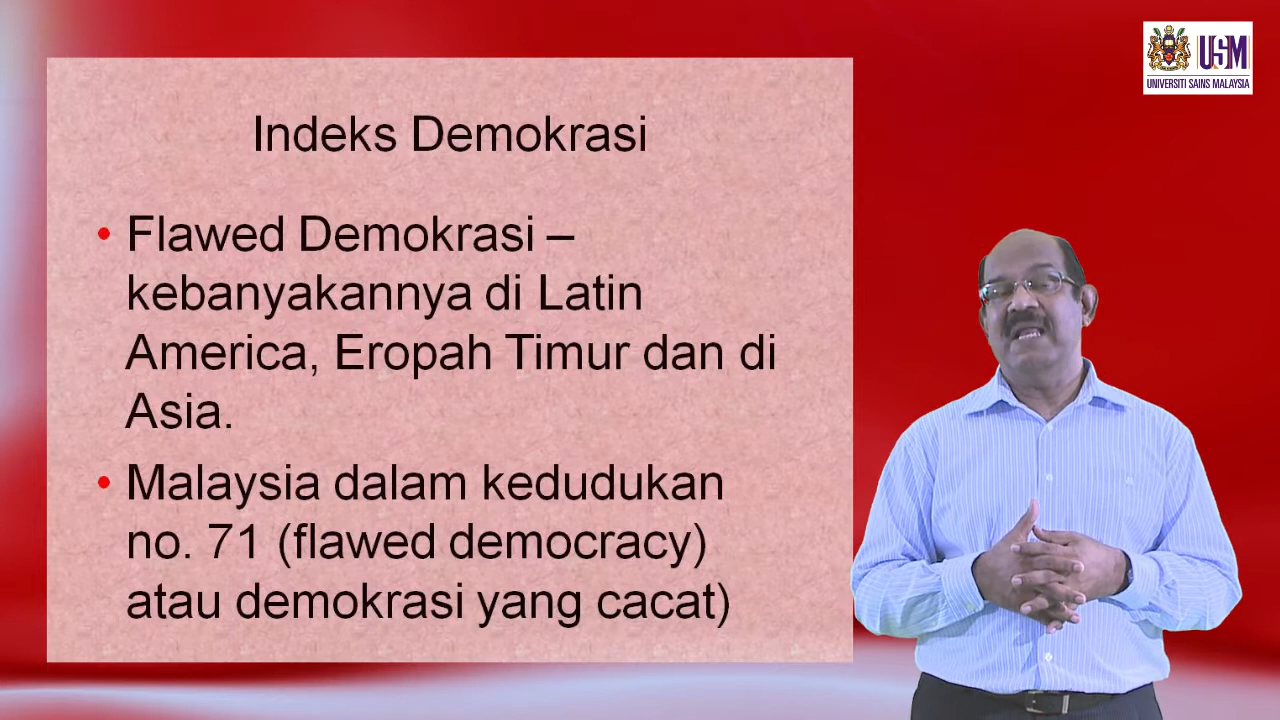 USM
UNIVERSITI SAINS MALAYSIA
Indeks Demokrasi
• Flawed Demokrasi –
kebanyakannya di Latin
America, Eropah Timur dan di
Asia.
• Malaysia dalam kedudukan
no. 71 (flawed democracy)
atau demokrasi yang cacat)